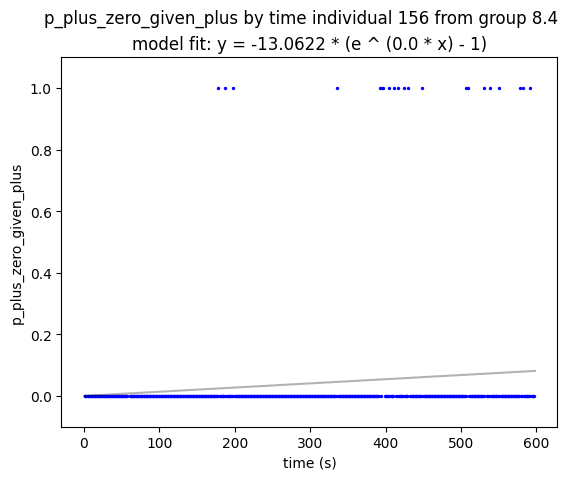 p_plus_zero_given_plus by time individual 156 from group 8.4
model fit: y = -13.0622 * (e ^ (0.0 * x) - 1)
1.0
0.8
0.6
0.4
0.2
0.0
p_plus_zero_given_plus
0 100 200 300 400 500 600
time (s)